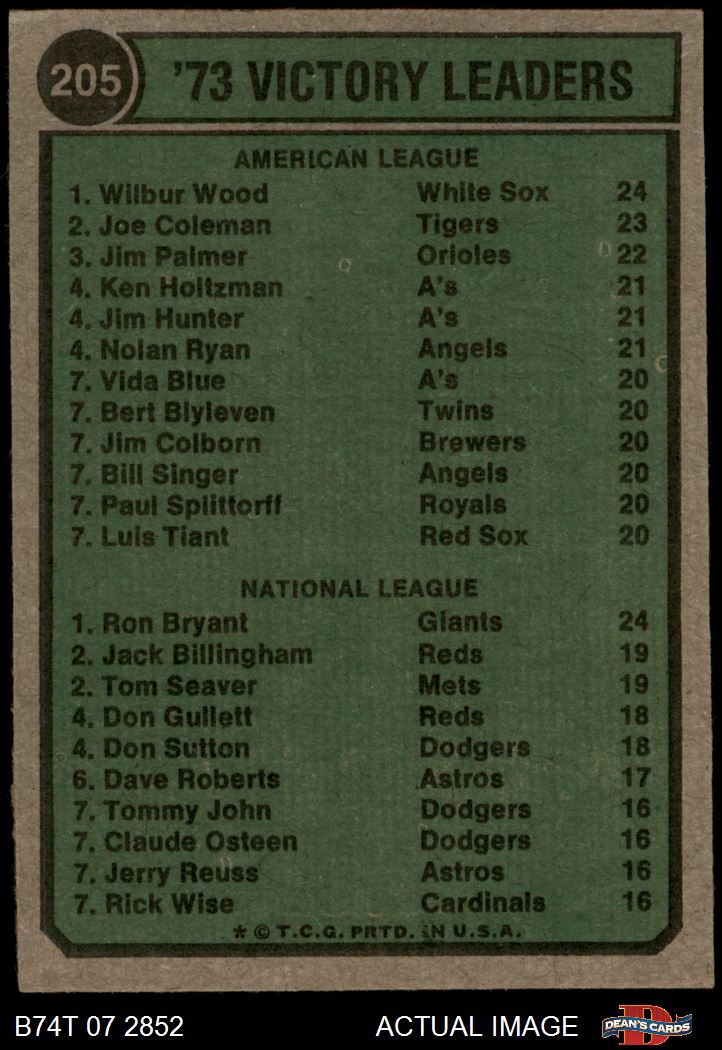 205 '73 VICTORY LEADERS
AMERICAN LEAGUE
1. Wilbur Wood White Sox 24
2. Joe Coleman Tigers 23
3. Jim Palmer Orioles 22
4. Ken Holtzman A's 21
4. Jim Hunter A's 21
4. Nolan Ryan Angels 21
7. Vida Blue A's 20
7. Bert Blyleven Twins 20
7. Jim Colborn Brewers 20
7. Bill Singer Angels 20
7. Paul Splittorff Royals 20
7. Luis Tiant Red Sox 20
NATIONAL LEAGUE
1. Ron Bryant Giants 24
2. Jack Billingham Reds 19
2. Tom Seaver Mets 19
4. Don Gullett Reds 18
4. Don Sutton Dodgers 18
6. Dave Roberts Astros 17
7. Tommy John Dodgers 16
7. Claude Osteen Dodgers 16
7. Jerry Reuss Astros 16
7. Rick Wise Cardinals 16
* © T.C.G. PRTD. IN U.S.A.
B74T 07 2852 ACTUAL IMAGE D DEAN'S CARDS